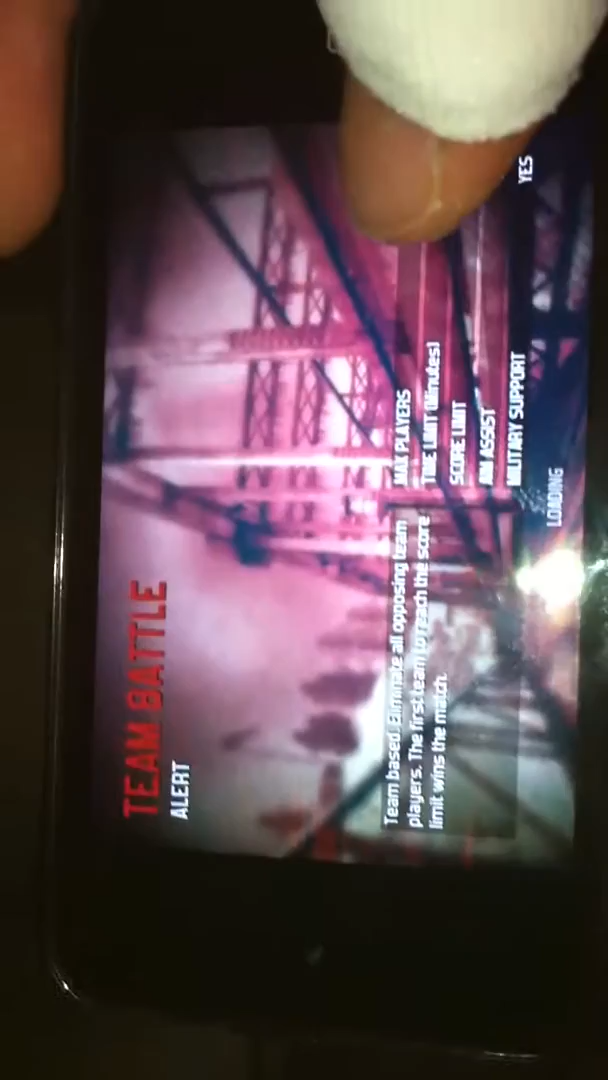 TEAM BATTLE
ALERT
Team based. Eliminate all opposing team
players. The first team to reach the score
limit wins the match.
MAX PLAYERS
TIME LIMIT (Minutes)
SCORE LIMIT
AIM ASSIST
MILITARY SUPPORT
YES
LOADING